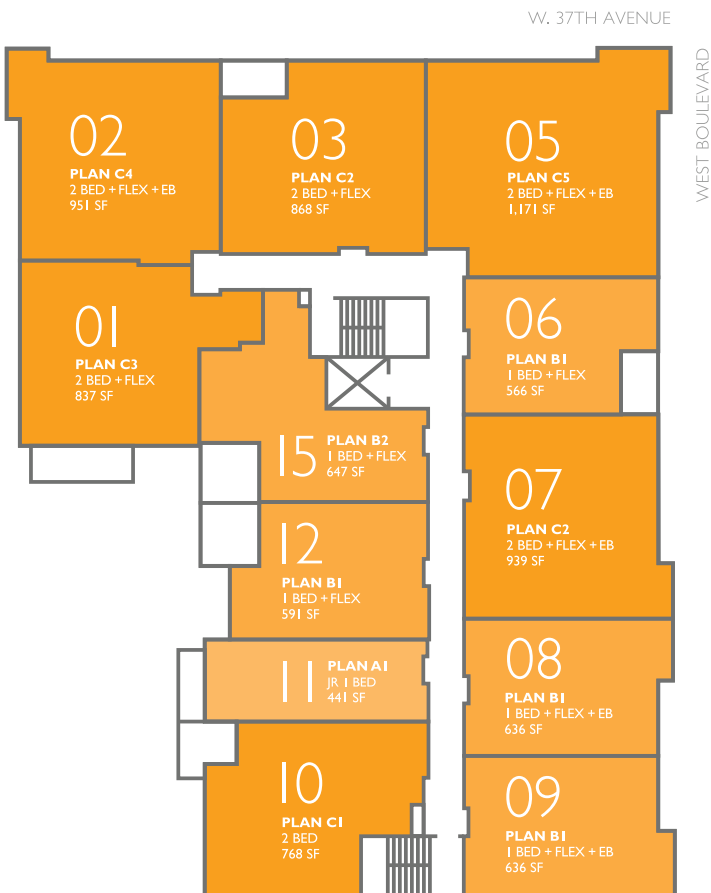 W. 37TH AVENUE
WEST BOULEVARD
02
PLAN C4
2 BED + FLEX + EB
951 SF
03
PLAN C2
2 BED + FLEX
868 SF
05
PLAN C5
2 BED + FLEX + EB
1,171 SF
01
PLAN C3
2 BED + FLEX
837 SF
06
PLAN B1
1 BED + FLEX
566 SF
15
PLAN B2
1 BED + FLEX
647 SF
07
PLAN C2
2 BED + FLEX + EB
939 SF
12
PLAN B1
1 BED + FLEX
591 SF
11
PLAN A1
JR 1 BED
441 SF
08
PLAN B1
1 BED + FLEX + EB
636 SF
10
PLAN C1
2 BED
768 SF
09
PLAN B1
1 BED + FLEX + EB
636 SF